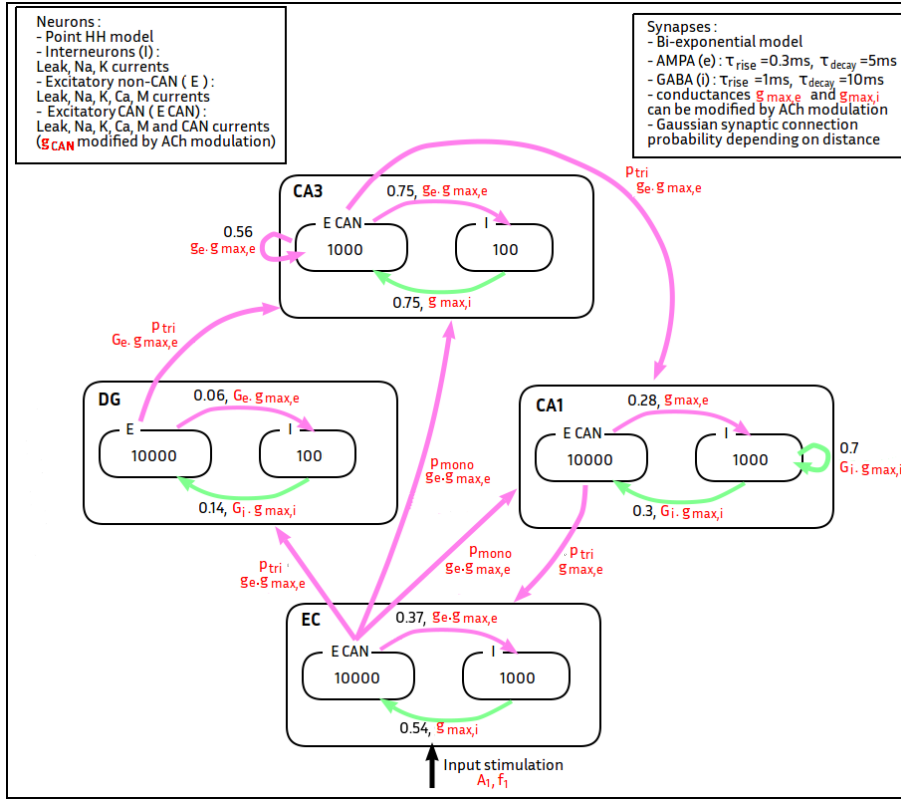 Neurons :
- Point HH model
- Interneurons (I) :
Leak, Na, K currents
- Excitatory non-CAN ( E ) :
Leak, Na, K, Ca, M currents
- Excitatory CAN ( E CAN) :
Leak, Na, K, Ca, M and CAN currents
(gCAN modified by ACh modulation)
Synapses :
- Bi-exponential model
- AMPA (e) : τrise =0.3ms, τdecay =5ms
- GABA (i) : τrise =1ms, τdecay =10ms
- conductances gmax,e and gmax,i
can be modified by ACh modulation
- Gaussian synaptic connection
probability depending on distance
ptri
ge.gmax,e
CA3
0.75, ge.gmax,e
E CAN
1000
I
100
0.56
ge.gmax,e
0.75, gmax,i
ptri
Ge.gmax,e
DG
0.06, Ge.gmax,e
E
10000
I
100
0.14, Gi.gmax,i
CA1
0.28, gmax,e
E CAN
10000
I
1000
0.7
Gi.gmax,i
0.3, Gi.gmax,i
pmono
ge.gmax,e
ptri
ge.gmax,e
pmono
ge.gmax,e
ptri
gmax,e
EC
0.37, ge.gmax,e
E CAN
10000
I
1000
0.54, gmax,i
Input stimulation
A1, f1